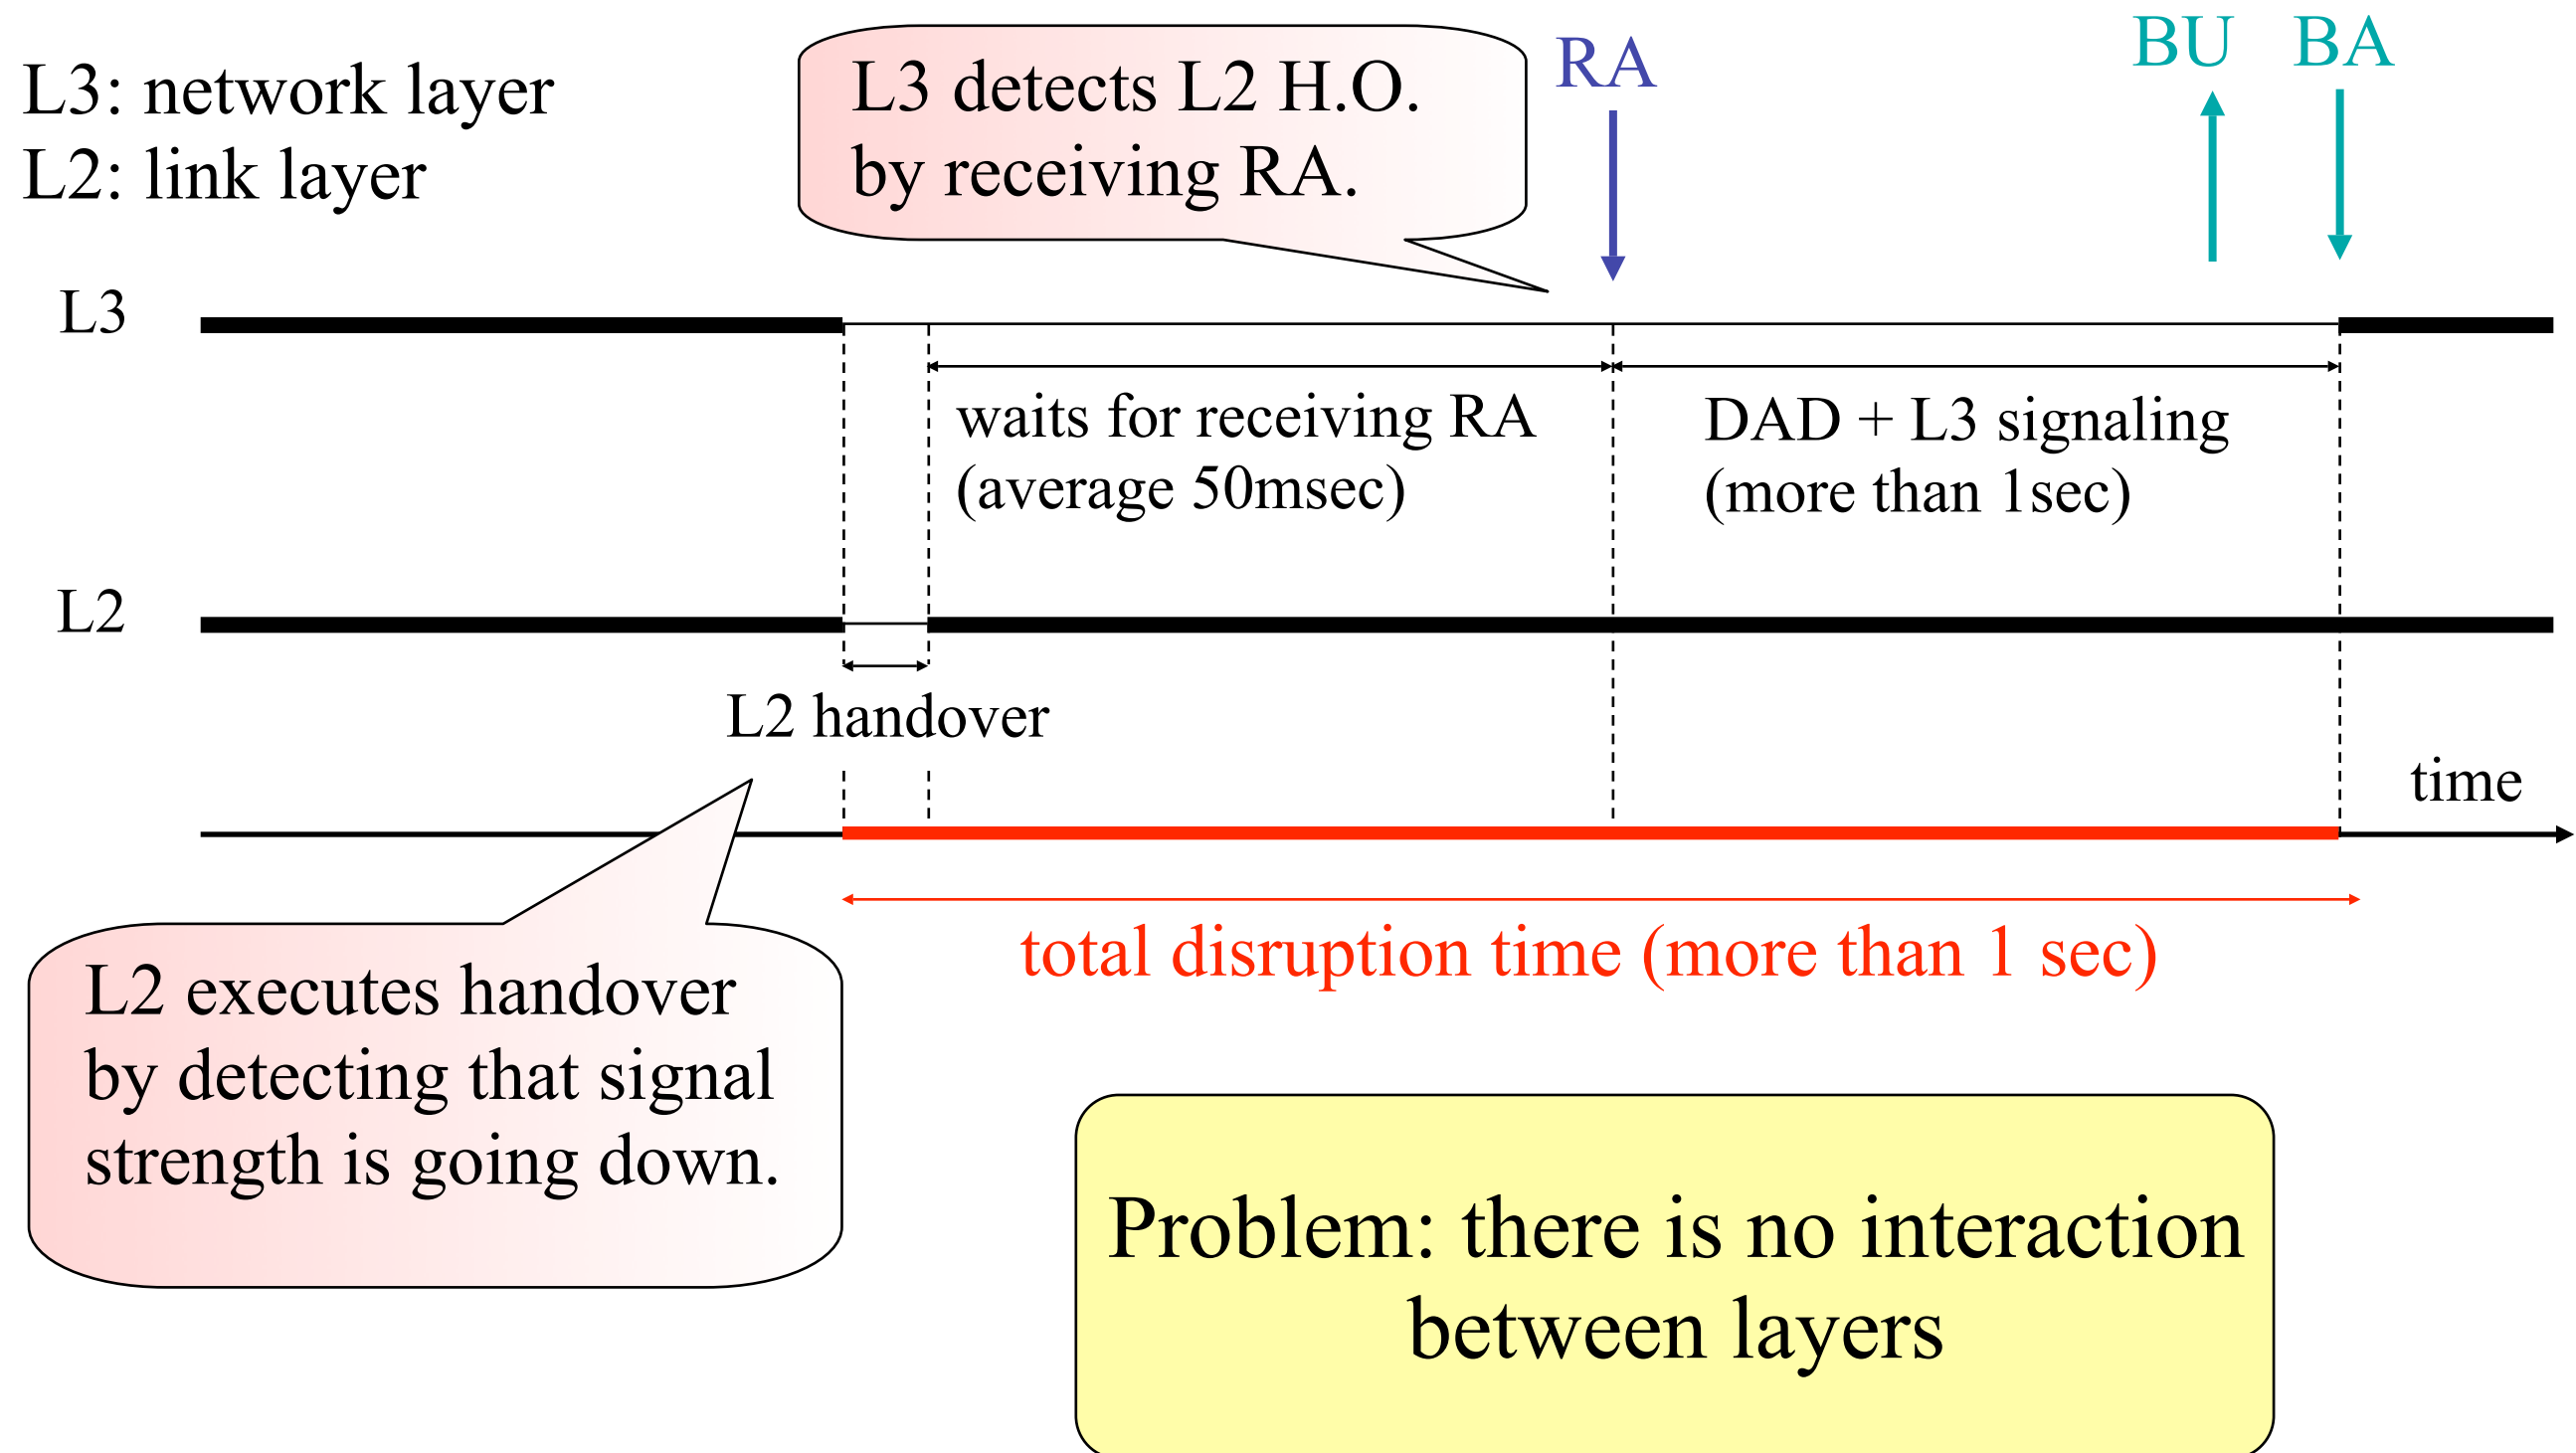 L3: network layer
L2: link layer
L3 detects L2 H.O.
by receiving RA.
RA
BU
BA
L3
waits for receiving RA
(average 50msec)
DAD + L3 signaling
(more than 1sec)
L2
L2 handover
time
total disruption time (more than 1 sec)
L2 executes handover
by detecting that signal
strength is going down.
Problem: there is no interaction
between layers